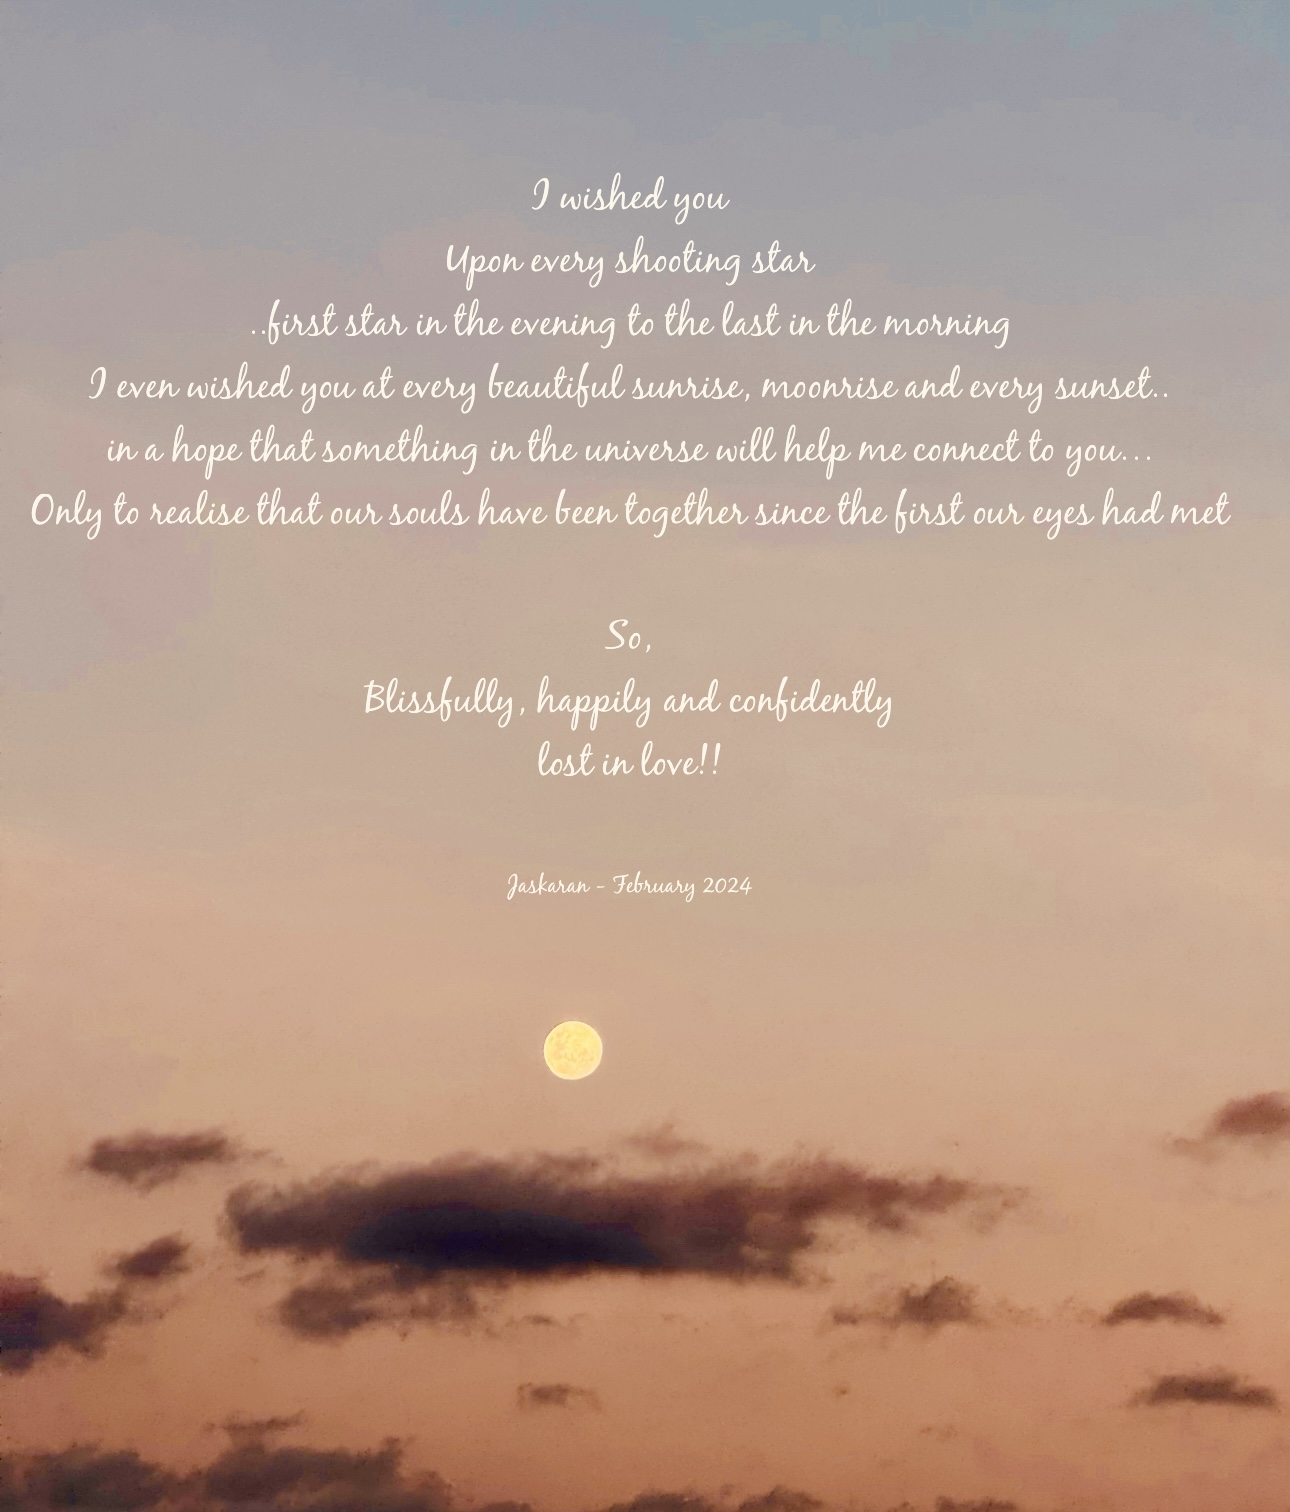 I wished you
Upon every shooting star
..first star in the evening to the last in the morning
I even wished you at every beautiful sunrise, moonrise and every sunset..
in a hope that something in the universe will help me connect to you...
Only to realise that our souls have been together since the first our eyes had met
So,
Blissfully, happily and confidently
lost in love!!
Jaskaran - February 2024